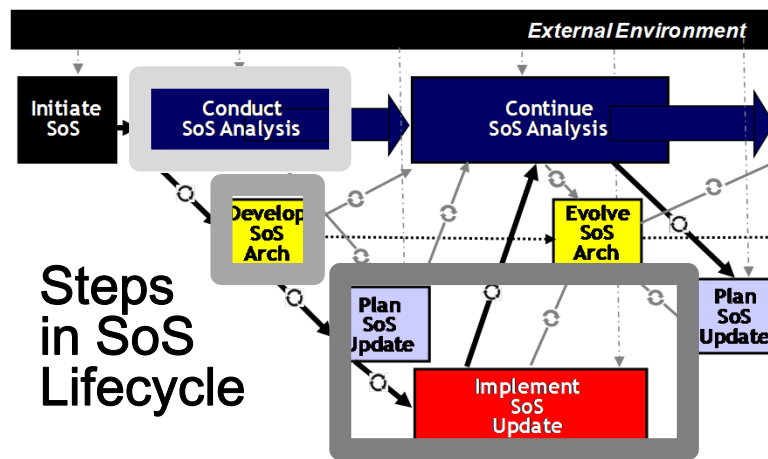 External Environment
Initiate
SoS
Conduct
SoS Analysis
Continue
SoS Analysis
Develop
SoS
Arch
Evolve
SoS
Arch
Steps
in SoS
Lifecycle
Plan
SoS
Update
Plan
SoS
Update
Implement
SoS
Update